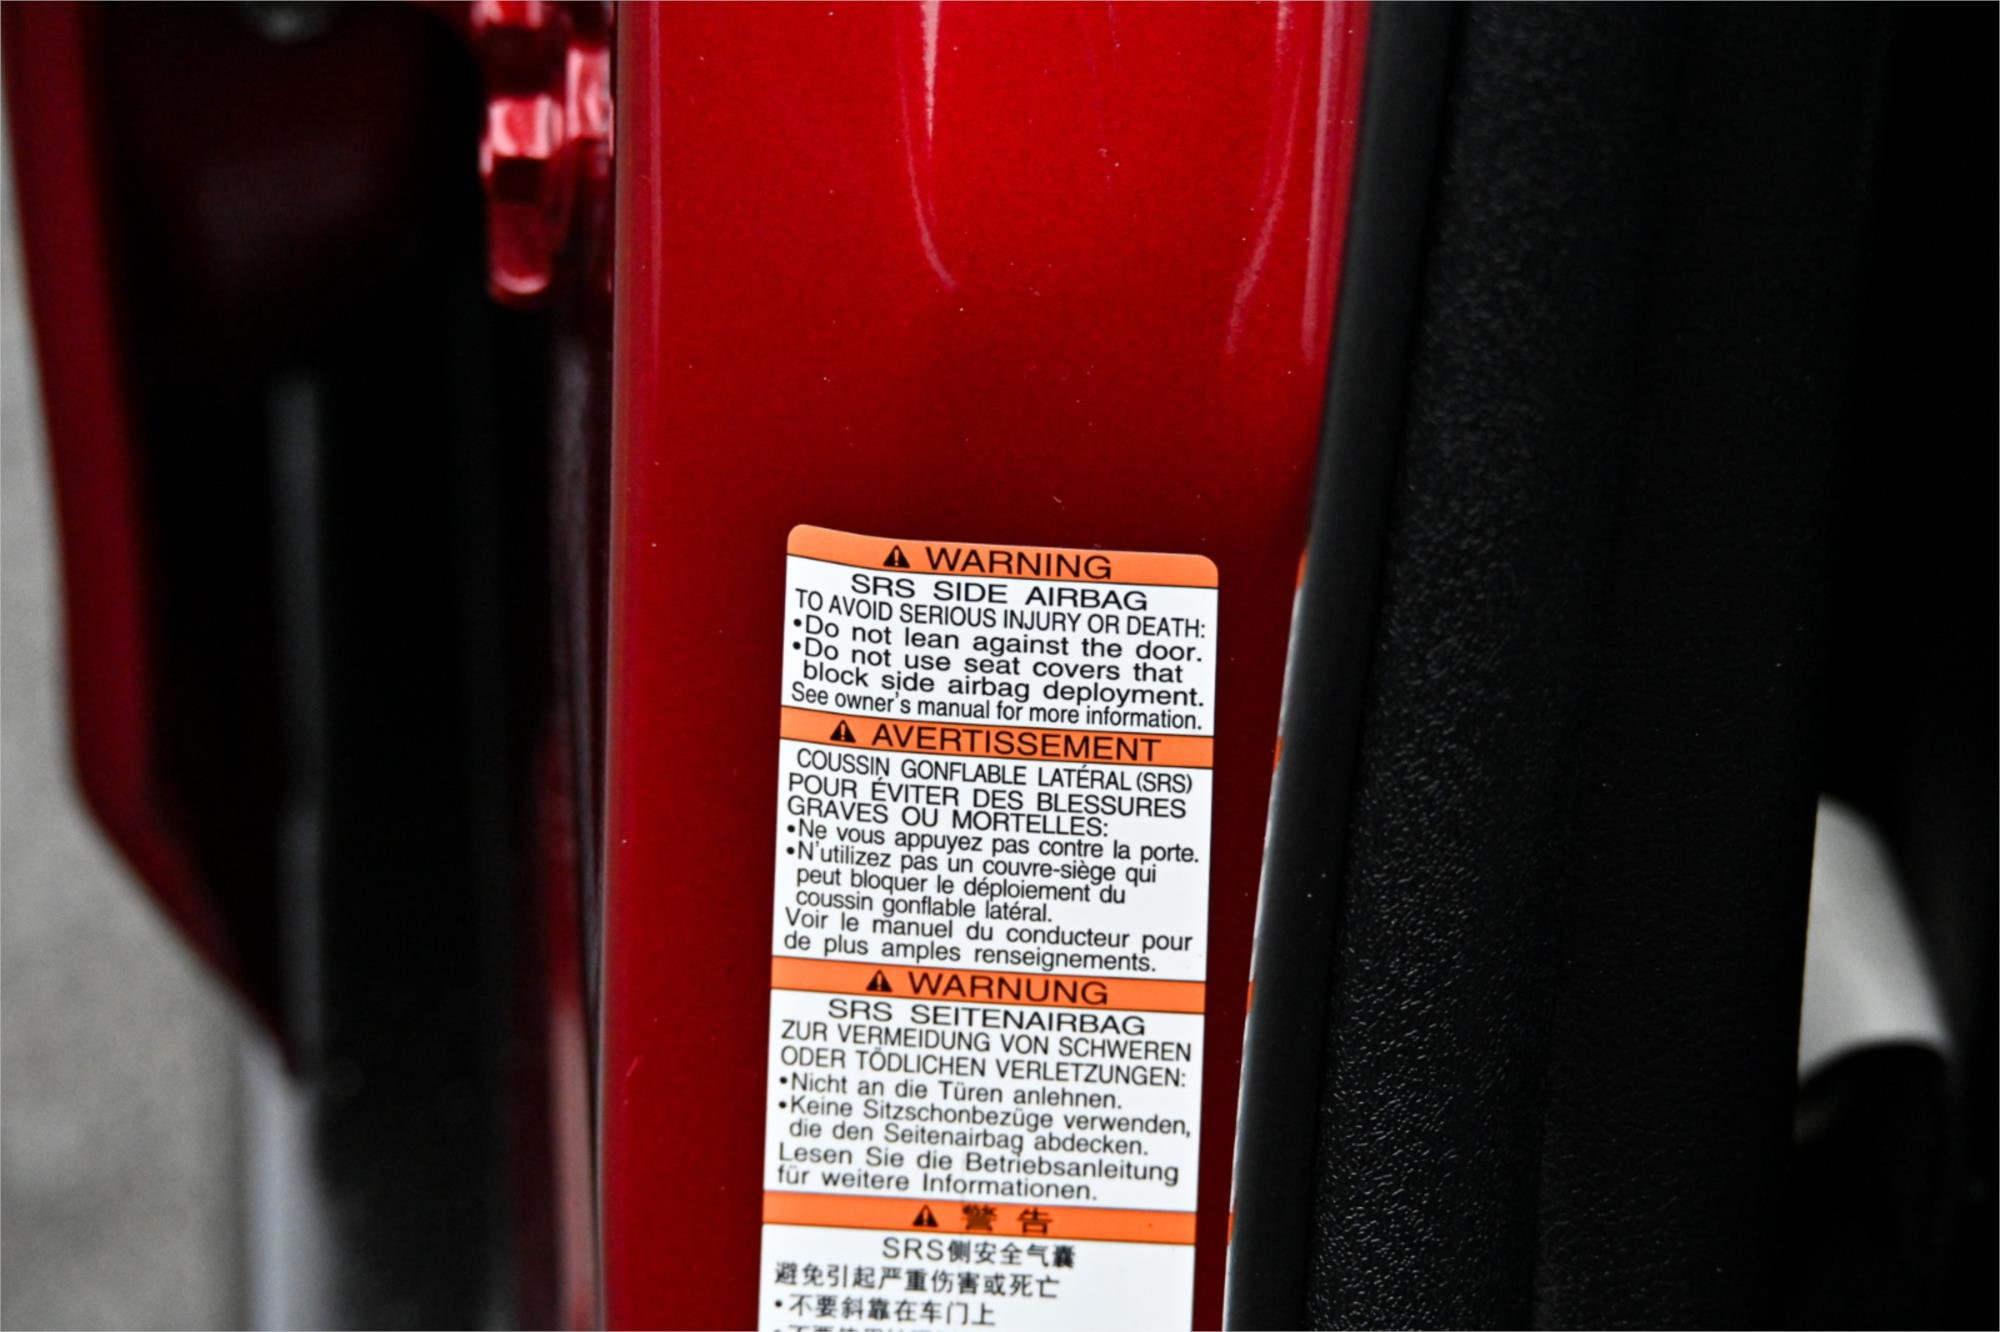 ⚠ WARNING
SRS SIDE AIRBAG
TO AVOID SERIOUS INJURY OR DEATH:
•Do not lean against the door.
•Do not use seat covers that
block side airbag deployment.
See owner's manual for more information.
⚠ AVERTISSEMENT
COUSSIN GONFLABLE LATÉRAL (SRS)
POUR ÉVITER DES BLESSURES
GRAVES OU MORTELLES:
•Ne vous appuyez pas contre la porte.
•N'utilizez pas un couvre-siège qui
peut bloquer le déploiement du
coussin gonflable latéral.
Voir le manuel du conducteur pour
de plus amples renseignements.
⚠ WARNUNG
SRS SEITENAIRBAG
ZUR VERMEIDUNG VON SCHWEREN
ODER TÖDLICHEN VERLETZUNGEN:
•Nicht an die Türen anlehnen.
•Keine Sitzschonbezüge verwenden,
die den Seitenairbag abdecken.
Lesen Sie die Betriebsanleitung
für weitere Informationen.
⚠ 警告
SRS侧安全气囊
避免引起严重伤害或死亡
•不要斜靠在车门上